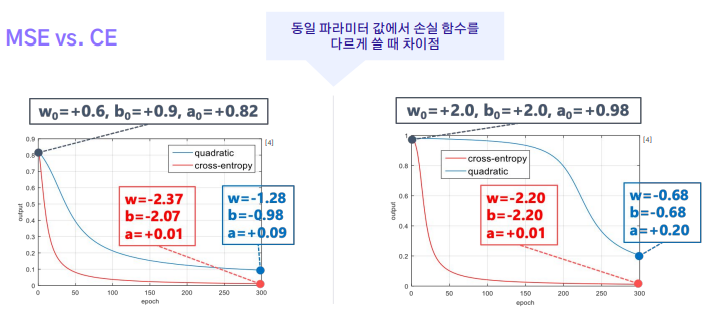 MSE vs. CE
동일 파라미터 값에서 손실 함수를
다르게 쓸 때 차이점
w₀=+0.6, b₀=+0.9, a₀=+0.82
[4]
0.9
0.8
0.7
0.6
0.5
0.4
0.3
0.2
0.1
0
output
quadratic
cross-entropy
w=-2.37
b=-2.07
a=+0.01
w=-1.28
b=-0.98
a=+0.09
0 50 100 150 200 250 300
epoch
w₀=+2.0, b₀=+2.0, a₀=+0.98
[4]
1
0.8
0.6
0.4
0.2
0
output
cross-entropy
quadratic
w=-2.20
b=-2.20
a=+0.01
w=-0.68
b=-0.68
a=+0.20
0 50 100 150 200 250 300
epoch